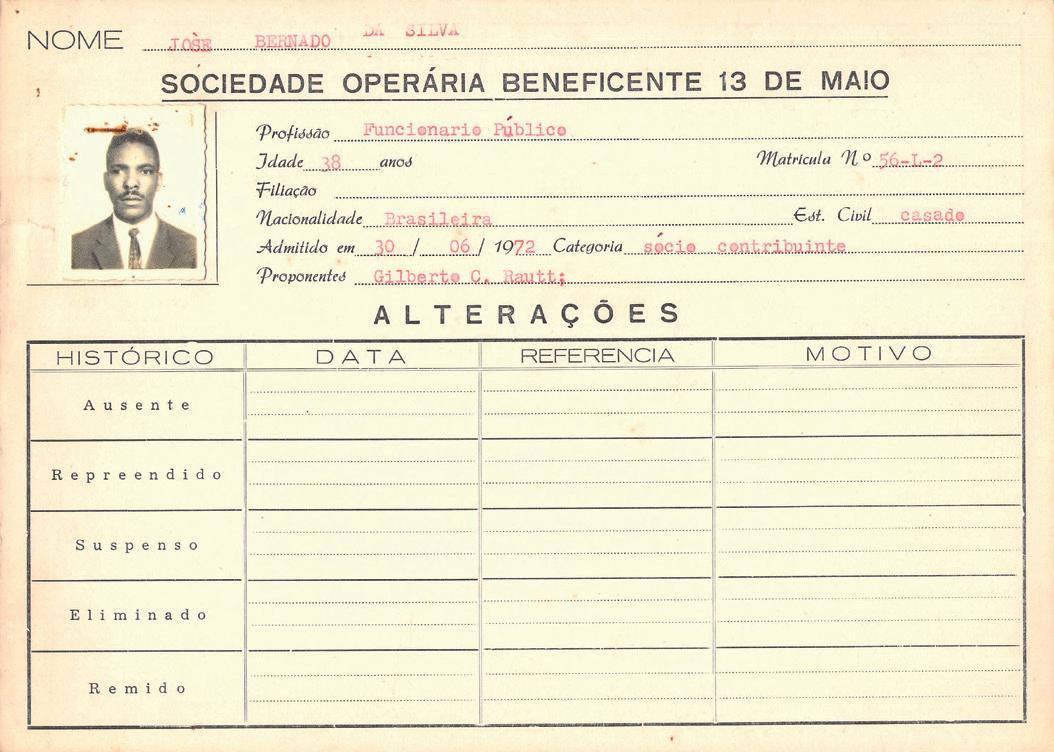 NOME JOSÈ BERNADO DA SILVA
SOCIEDADE OPERÁRIA BENEFICENTE 13 DE MAIO
Profissão Funcionario Público
Idade 38 anos Matrícula Nº 56-L-2
Filiação
Nacionalidade Brasileira Est. Civil casado
Admitido em 30 / 06 / 1972 Categoria sócio contribuinte
Proponentes Gilberto C. Rautt;
ALTERAÇÕES
HISTÓRICO DATA REFERENCIA MOTIVO
Ausente
Repreendido
Suspenso
Eliminado
Remido